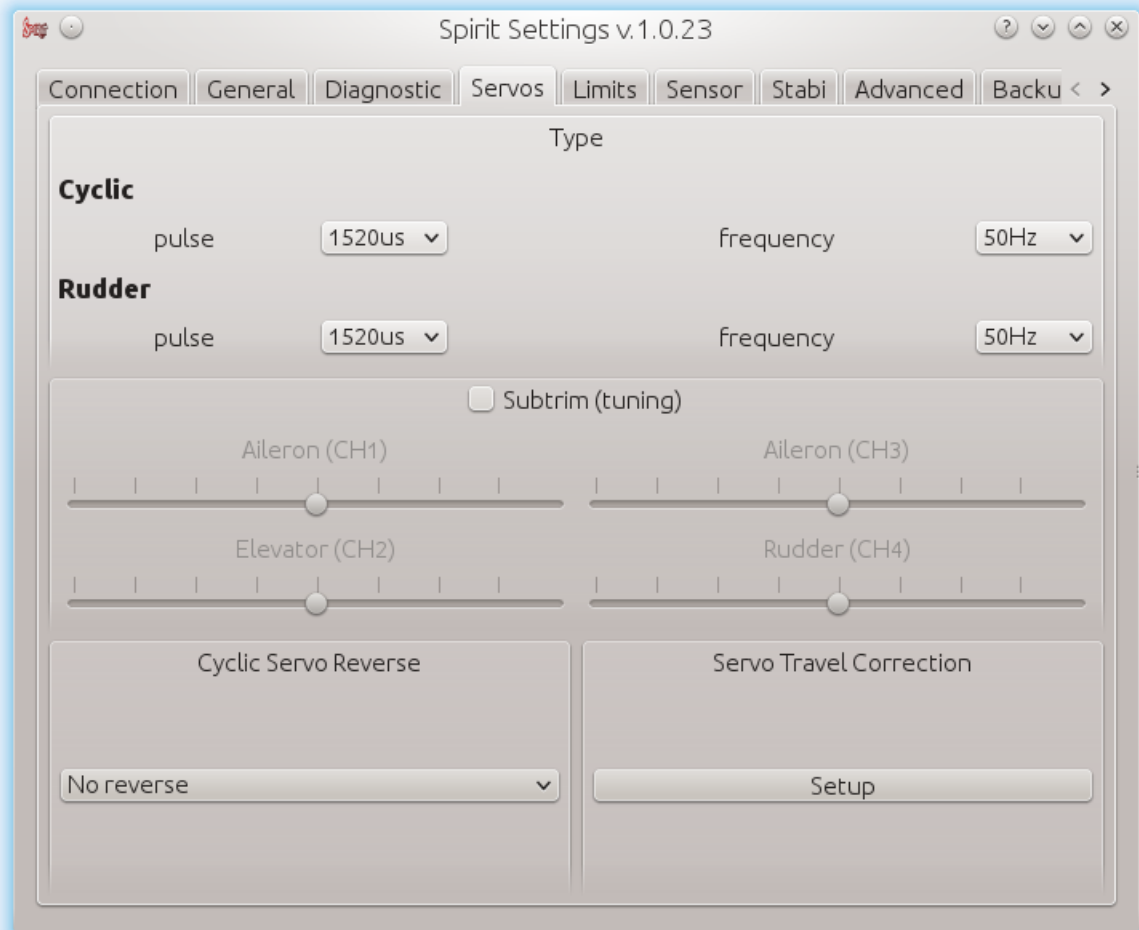 Spirit Settings v.1.0.23
Connection General Diagnostic Servos Limits Sensor Stabi Advanced Backu
Type
Cyclic
pulse 1520us frequency 50Hz
Rudder
pulse 1520us frequency 50Hz
Subtrim (tuning)
Aileron (CH1) Aileron (CH3)
Elevator (CH2) Rudder (CH4)
Cyclic Servo Reverse Servo Travel Correction
No reverse Setup